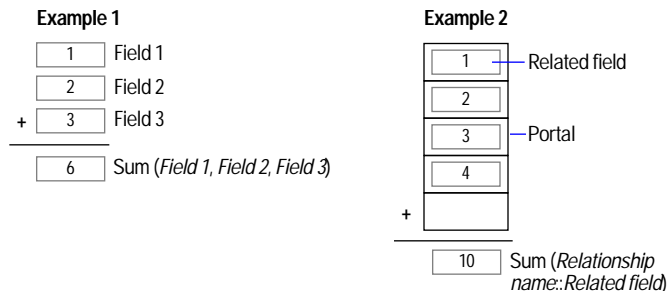 Example 1
1 Field 1
2 Field 2
+ 3 Field 3
6 Sum (Field 1, Field 2, Field 3)
Example 2
1 Related field
2
3 Portal
4
+
10 Sum (Relationship
name::Related field)